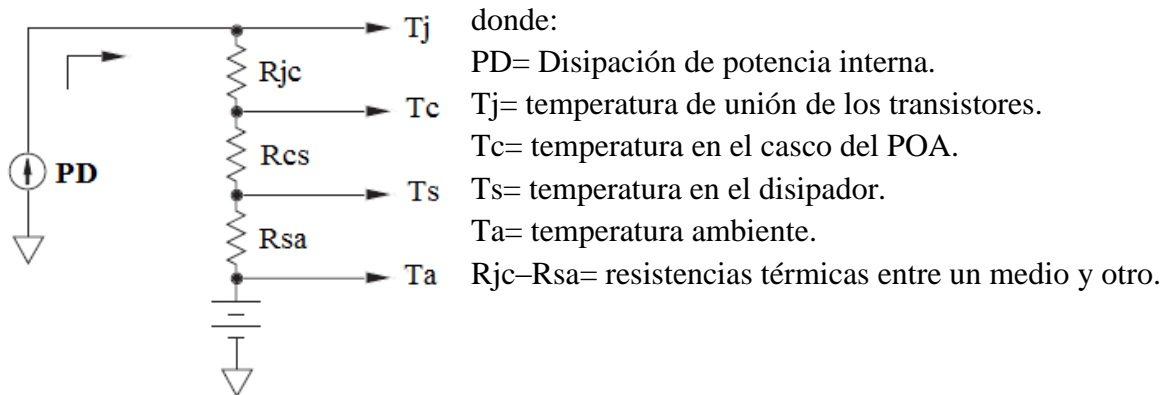 Tj
Rjc
Tc
Rcs
PD
Ts
Rsa
Ta
donde:
PD= Disipación de potencia interna.
Tj= temperatura de unión de los transistores.
Tc= temperatura en el casco del POA.
Ts= temperatura en el disipador.
Ta= temperatura ambiente.
Rjc–Rsa= resistencias térmicas entre un medio y otro.